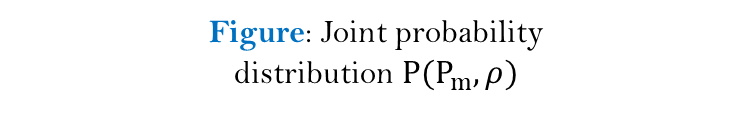 Figure: Joint probability
distribution P(Pₘ, ρ)